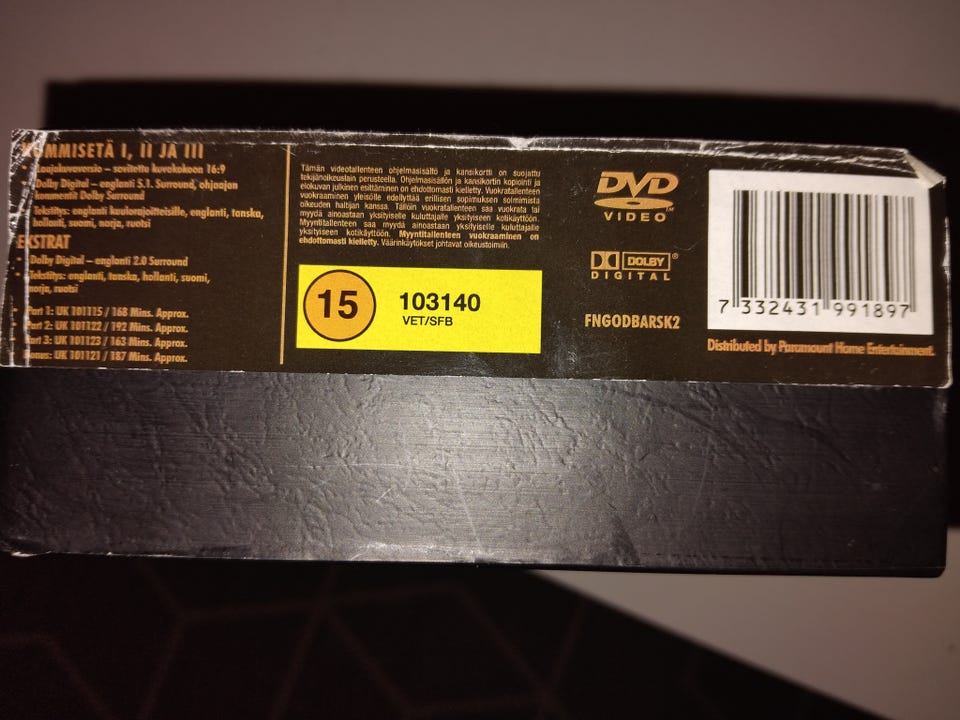 KUMMISETÄ I, II JA III
Laajakuvaversio – sovitettu kuvakokoon 16:9
Dolby Digital – englanti 5.1. Surround, ohjaajan
kommentit Dolby Surround
Tekstitys: englanti kuulorajoitteisille, englanti, tanska,
hollanti, suomi, norja, ruotsi
EKSTRAT
Dolby Digital – englanti 2.0 Surround
Tekstitys: englanti, tanska, hollanti, suomi,
norja, ruotsi
Part 1: UK 101115 / 168 Mins. Approx.
Part 2: UK 101122 / 192 Mins. Approx.
Part 3: UK 101123 / 163 Mins. Approx.
Bonus: UK 101121 / 187 Mins. Approx.
Tämän videotallenteen ohjelmasisältö ja kansikortti on suojattu
tekijänoikeuslain perusteella. Ohjelmasisällön ja kansikortin kopiointi ja
elokuvan julkinen esittäminen on ehdottomasti kielletty. Videotallenteen
vuokraaminen yleisölle edellyttää erillisen sopimuksen solmimista
oikeuden haltijan kanssa. Tällöin vuokratallenteen saa vuokrata tai
myydä ainoastaan yksityiselle kuluttajalle yksityiseen kotikäyttöön.
Myyntitallenteen saa myydä ainoastaan yksityiselle kuluttajalle
yksityiseen kotikäyttöön. Myyntitallenteen vuokraaminen on
ehdottomasti kielletty. Väärinkäytökset johtavat oikeustoimiin.
15
103140
VET/SFB
DVD
VIDEO
TM
DOLBY®
DIGITAL
FNGODBARSK2
7 332431 991897
Distributed by Paramount Home Entertainment.